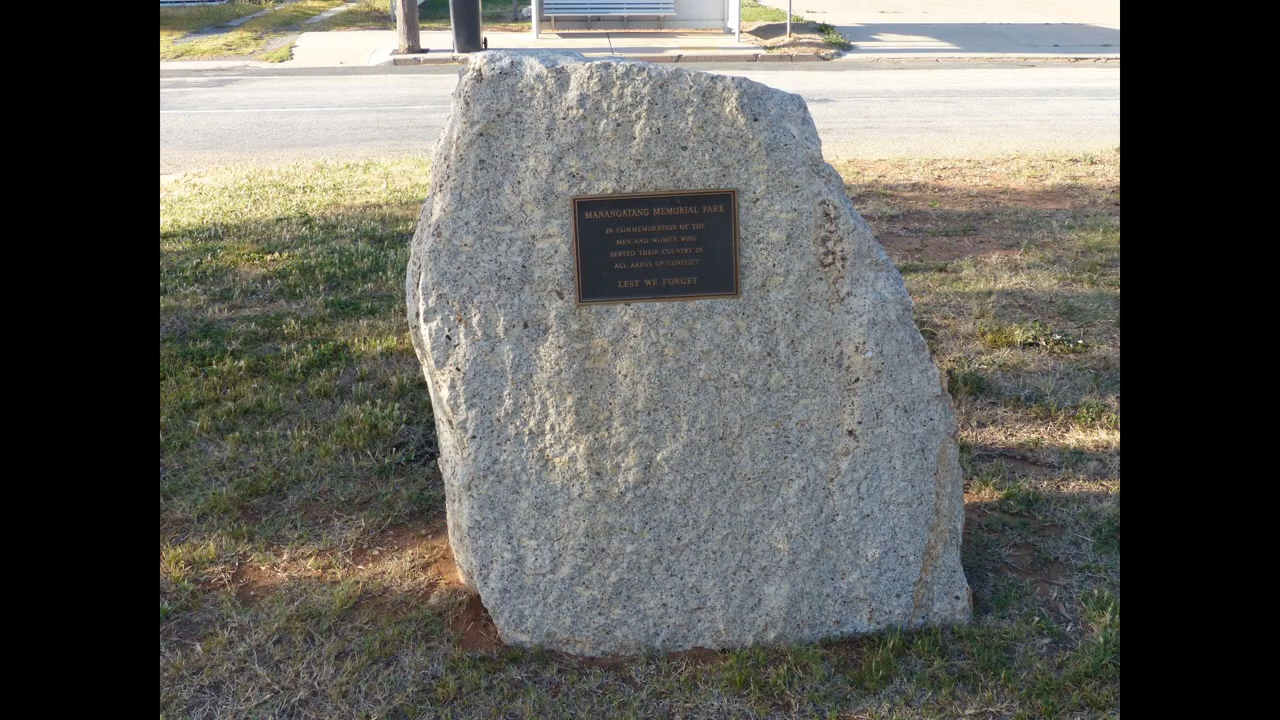 MANANGATANG MEMORIAL PARK
IN COMMEMORATION OF THE
MEN AND WOMEN WHO
SERVED THEIR COUNTRY IN
ALL AREAS OF CONFLICT
LEST WE FORGET